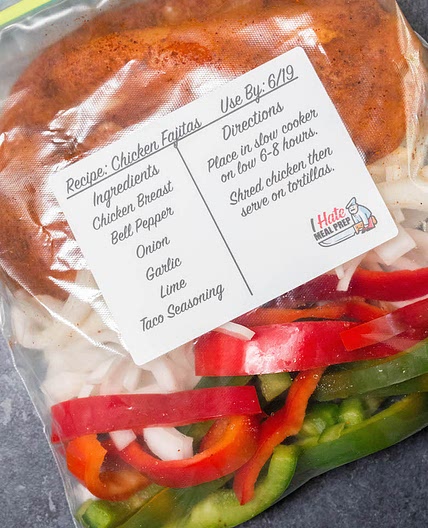 Recipe: Chicken Fajitas Use By: 6/19
Ingredients
Chicken Breast
Bell Pepper
Onion
Garlic
Lime
Taco Seasoning
Directions
Place in slow cooker
on low 6-8 hours.
Shred chicken then
serve on tortillas.
I Hate
MEAL PREP